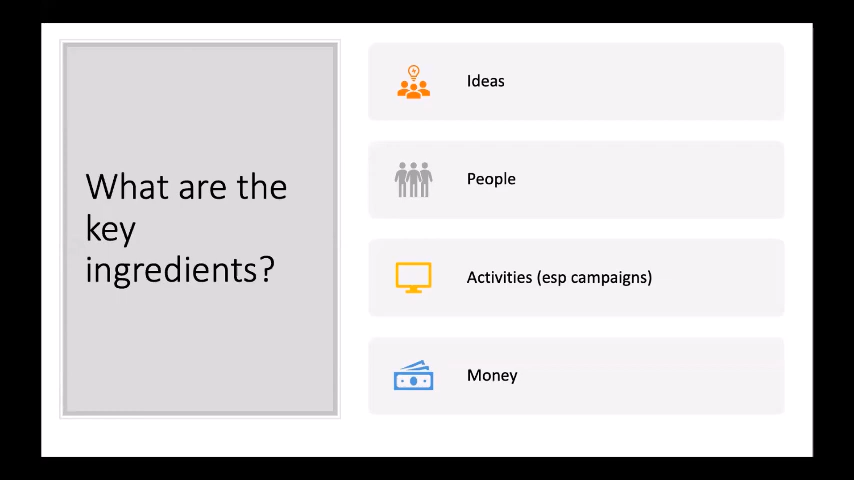 What are the
key
ingredients?
Ideas
People
Activities (esp campaigns)
Money